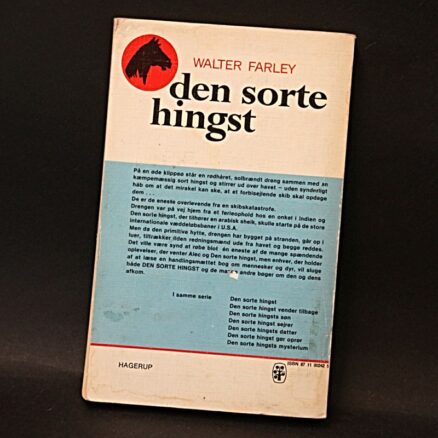 WALTER FARLEY
den sorte
hingst
På en øde klippeø står en rødhåret, solbrændt dreng sammen med en
kæmpemæssig sort hingst og stirrer ud over havet – uden synderligt
håb om at det mirakel kan ske, at et forbisejlende skib skal opdage
dem . . .
De er de eneste overlevende fra en skibskatastrofe.
Drengen var på vej hjem fra et ferieophold hos en onkel i Indien og
Den sorte hingst, der tilhører en arabisk sheik, skulle starte på de store
internationale væddeløbsbaner i U.S.A.
Men da den primitive hytte, drengen har bygget på stranden, går op i
luer, tiltrækker ilden redningsmænd ude fra havet og begge reddes.
Det ville være synd at røbe blot én eneste af de mange spændende
oplevelser, der venter Alec og Den sorte hingst, men enhver, der holder
af at læse en handlingsmættet bog om mennesker og dyr, vil sluge
både DEN SORTE HINGST og de andre bøger om den og dens
afkom.
I samme serie
Den sorte hingst
Den sorte hingst vender tilbage
Den sorte hingsts søn
Den sorte hingst sejrer
Den sorte hingsts datter
Den sorte hingst gør oprør
Den sorte hingsts mysterium
HAGERUP
ISBN 87 11